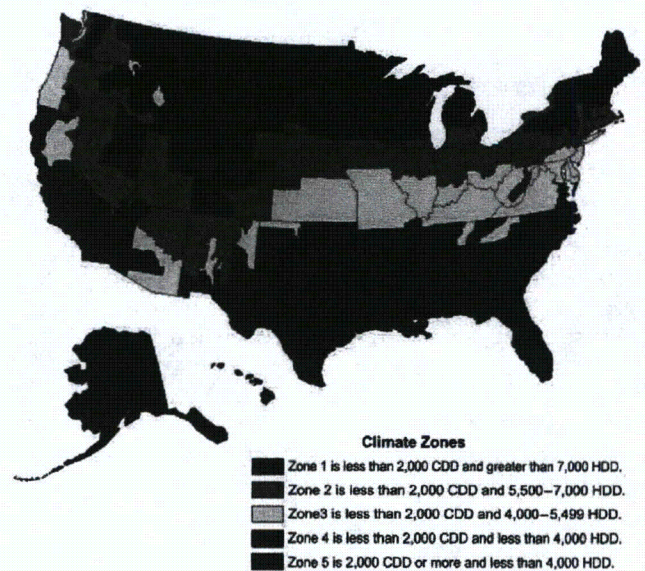 Climate Zones
Zone 1 is less than 2,000 CDD and greater than 7,000 HDD.
Zone 2 is less than 2,000 CDD and 5,500–7,000 HDD.
Zone3 is less than 2,000 CDD and 4,000–5,499 HDD.
Zone 4 is less than 2,000 CDD and less than 4,000 HDD.
Zone 5 is 2,000 CDD or more and less than 4,000 HDD.